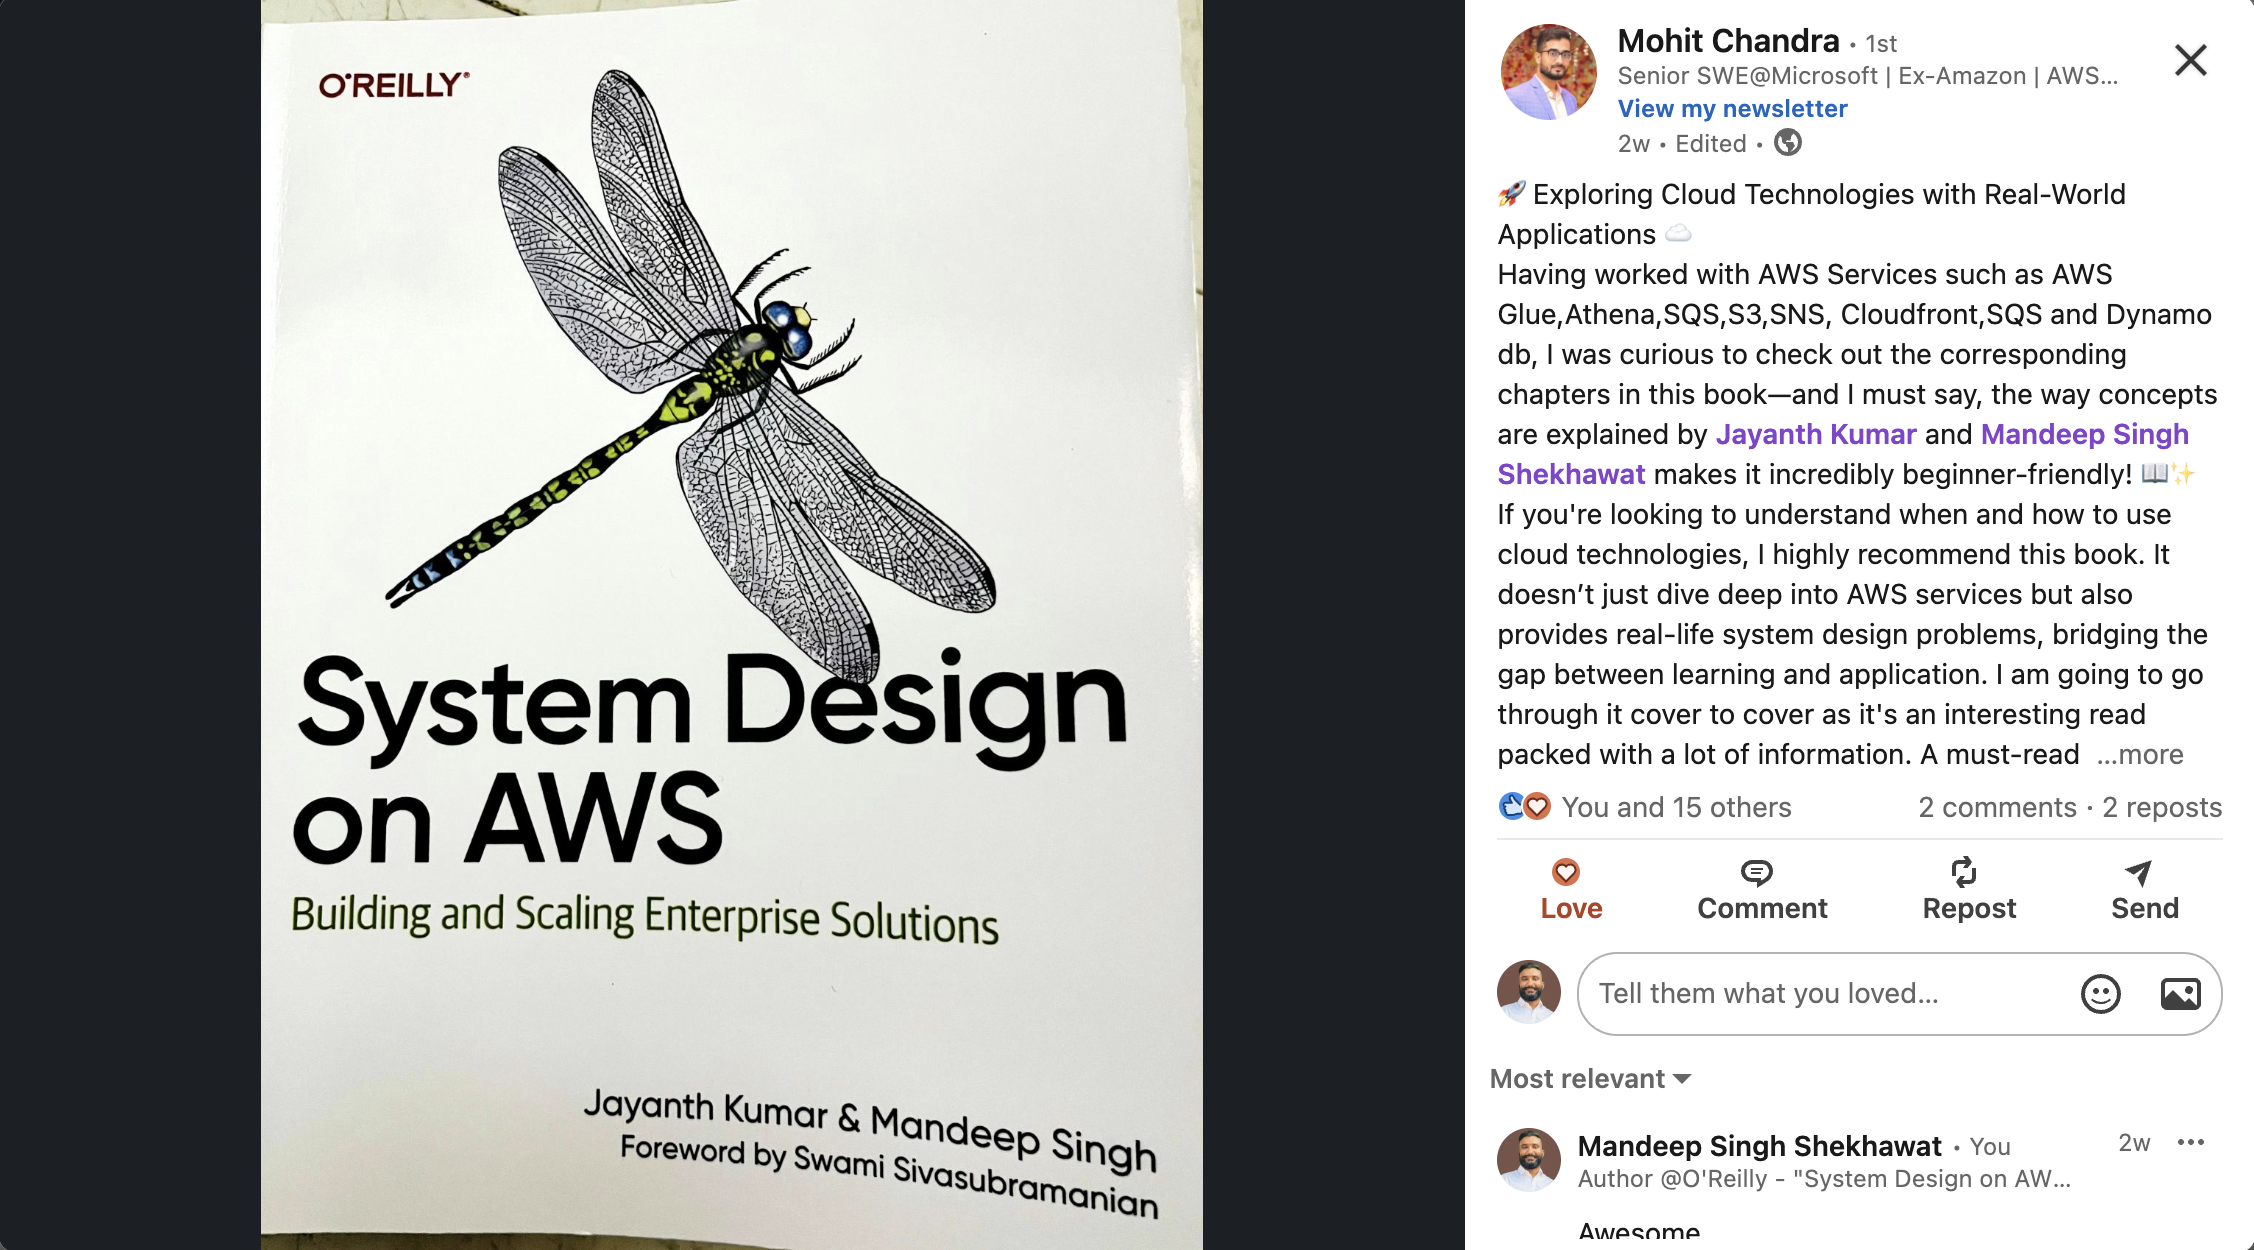 O'REILLY®
System Design
on AWS
Building and Scaling Enterprise Solutions
Jayanth Kumar & Mandeep Singh
Foreword by Swami Sivasubramanian
Mohit Chandra • 1st
Senior SWE@Microsoft | Ex-Amazon | AWS...
View my newsletter
2w • Edited •
🚀 Exploring Cloud Technologies with Real-World
Applications ☁️
Having worked with AWS Services such as AWS
Glue,Athena,SQS,S3,SNS, Cloudfront,SQS and Dynamo
db, I was curious to check out the corresponding
chapters in this book—and I must say, the way concepts
are explained by Jayanth Kumar and Mandeep Singh
Shekhawat makes it incredibly beginner-friendly! 📖✨
If you're looking to understand when and how to use
cloud technologies, I highly recommend this book. It
doesn’t just dive deep into AWS services but also
provides real-life system design problems, bridging the
gap between learning and application. I am going to go
through it cover to cover as it's an interesting read
packed with a lot of information. A must-read ...more
You and 15 others 2 comments · 2 reposts
Love Comment Repost Send
Tell them what you loved...
Most relevant
Mandeep Singh Shekhawat • You 2w
Author @O'Reilly - "System Design on AW...
Awesome